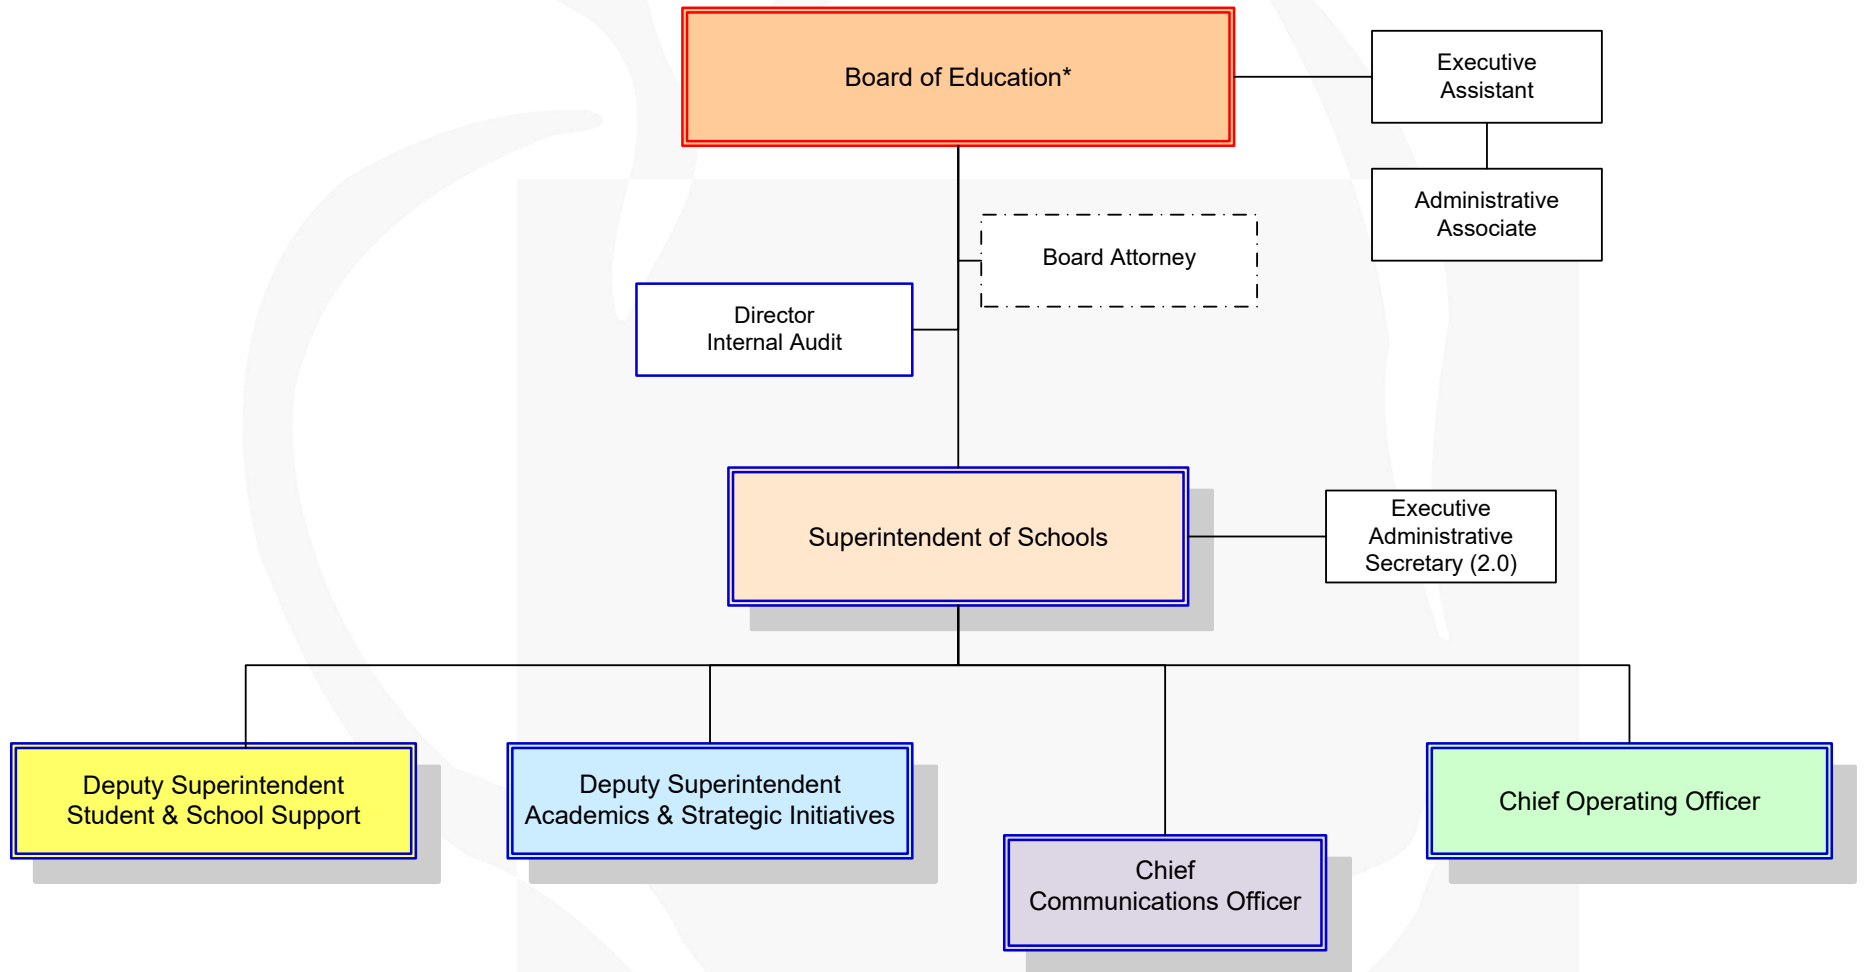 Board of Education*
Executive
Assistant
Administrative
Associate
Board Attorney
Director
Internal Audit
Superintendent of Schools
Executive
Administrative
Secretary (2.0)
Deputy Superintendent
Student & School Support
Deputy Superintendent
Academics & Strategic Initiatives
Chief
Communications Officer
Chief Operating Officer